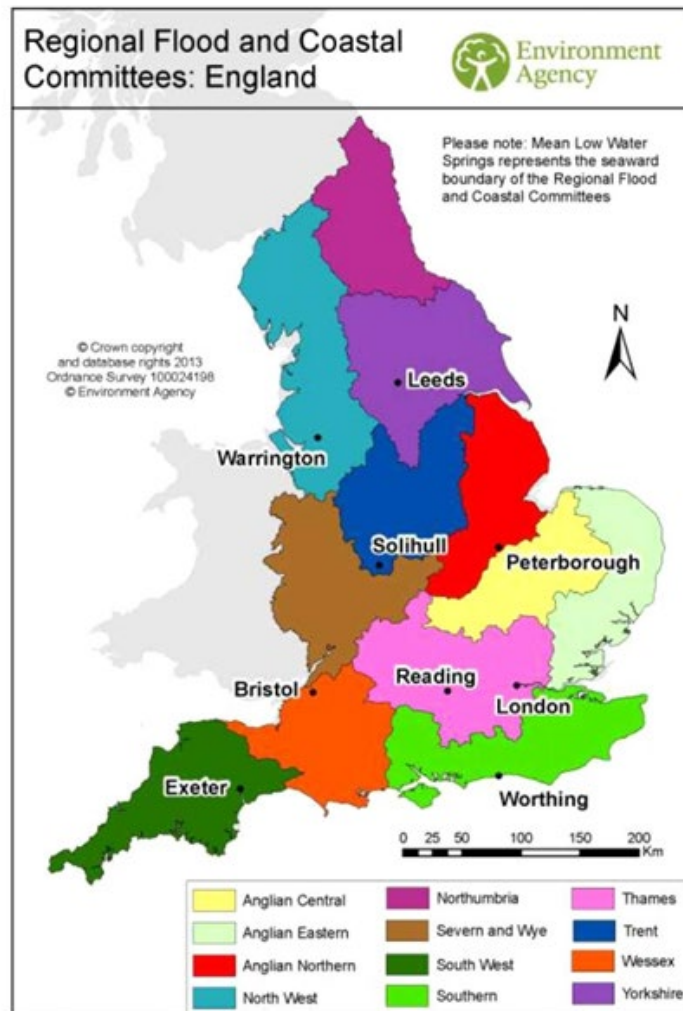 Regional Flood and Coastal
Committees: England
Environment
Agency
Please note: Mean Low Water
Springs represents the seaward
boundary of the Regional Flood
and Coastal Committees
N
© Crown copyright
and database rights 2013
Ordnance Survey 100024198
© Environment Agency
Leeds
Warrington
Solihull
Peterborough
Bristol
Reading
London
Exeter
Worthing
0 25 50 100 150 200
Km
Anglian Central
Anglian Eastern
Anglian Northern
North West
Northumbria
Severn and Wye
South West
Southern
Thames
Trent
Wessex
Yorkshire